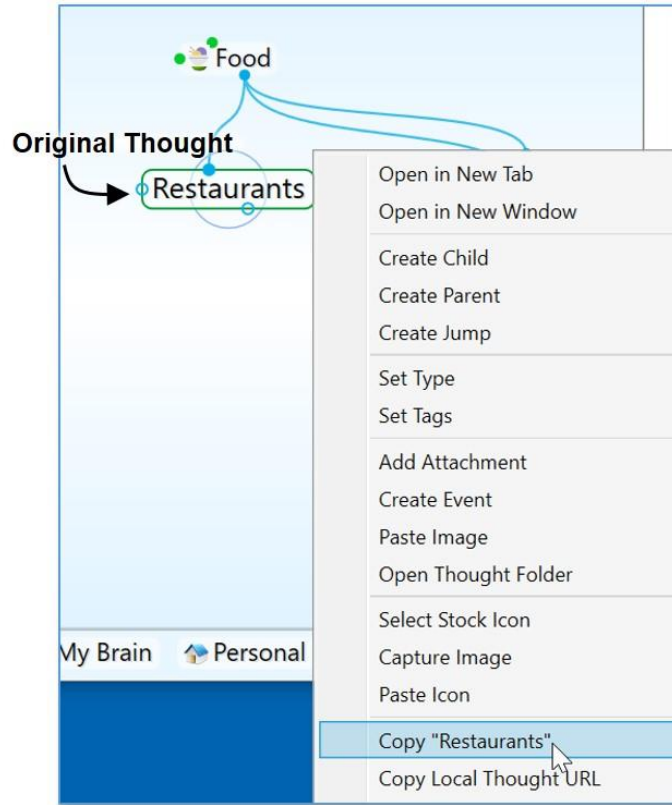 Food
Original Thought
Restaurants
Open in New Tab
Open in New Window
Create Child
Create Parent
Create Jump
Set Type
Set Tags
Add Attachment
Create Event
Paste Image
Open Thought Folder
Select Stock Icon
Capture Image
Paste Icon
Copy "Restaurants"
Copy Local Thought URL
My Brain Personal